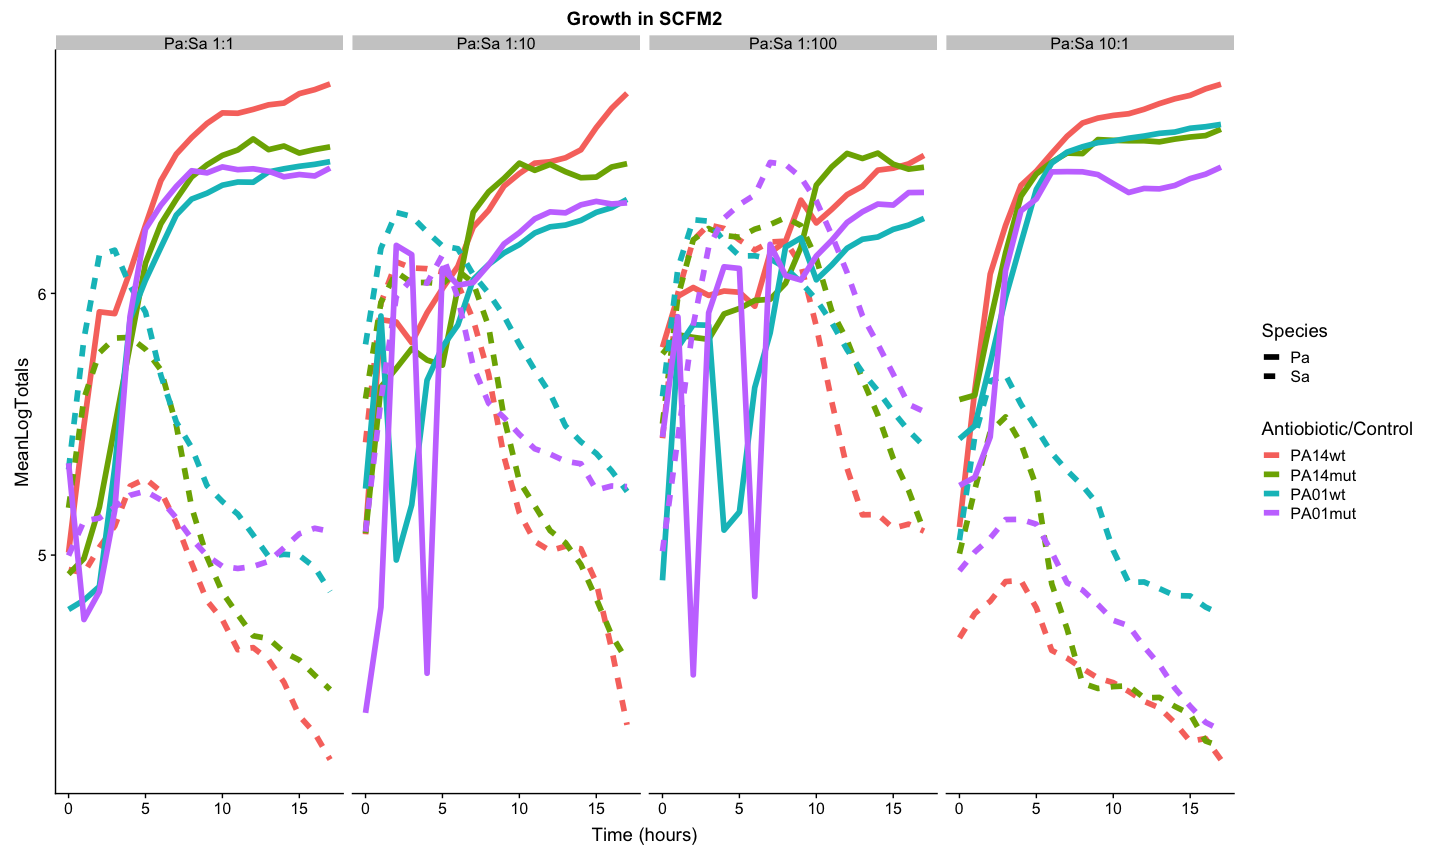 Growth in SCFM2
Pa:Sa 1:1
Pa:Sa 1:10
Pa:Sa 1:100
Pa:Sa 10:1
MeanLogTotals
6
5
0 5 10 15
0 5 10 15
0 5 10 15
0 5 10 15
Time (hours)
Species
Pa
Sa
Antiobiotic/Control
PA14wt
PA14mut
PA01wt
PA01mut